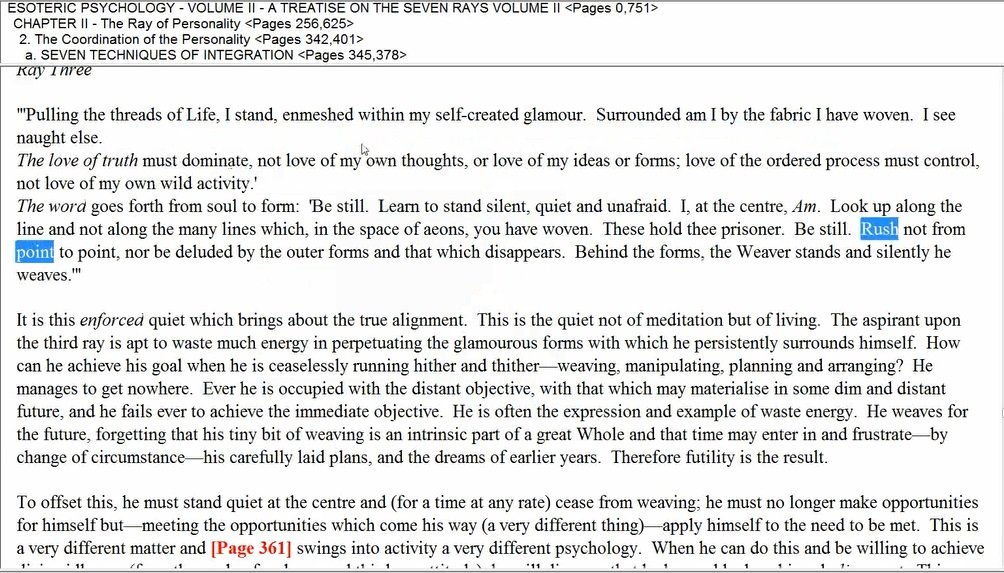 ESOTERIC PSYCHOLOGY - VOLUME II - A TREATISE ON THE SEVEN RAYS VOLUME II <Pages 0,751>
CHAPTER II - The Ray of Personality <Pages 256,625>
2. The Coordination of the Personality <Pages 342,401>
a. SEVEN TECHNIQUES OF INTEGRATION <Pages 345,378>
Ray Three
"'Pulling the threads of Life, I stand, enmeshed within my self-created glamour. Surrounded am I by the fabric I have woven. I see
naught else.
The love of truth must dominate, not love of my own thoughts, or love of my ideas or forms; love of the ordered process must control,
not love of my own wild activity.'
The word goes forth from soul to form: 'Be still. Learn to stand silent, quiet and unafraid. I, at the centre, Am. Look up along the
line and not along the many lines which, in the space of aeons, you have woven. These hold thee prisoner. Be still. Rush not from
point to point, nor be deluded by the outer forms and that which disappears. Behind the forms, the Weaver stands and silently he
weaves.'"
It is this enforced quiet which brings about the true alignment. This is the quiet not of meditation but of living. The aspirant upon
the third ray is apt to waste much energy in perpetuating the glamourous forms with which he persistently surrounds himself. How
can he achieve his goal when he is ceaselessly running hither and thither—weaving, manipulating, planning and arranging? He
manages to get nowhere. Ever he is occupied with the distant objective, with that which may materialise in some dim and distant
future, and he fails ever to achieve the immediate objective. He is often the expression and example of waste energy. He weaves for
the future, forgetting that his tiny bit of weaving is an intrinsic part of a great Whole and that time may enter in and frustrate—by
change of circumstance—his carefully laid plans, and the dreams of earlier years. Therefore futility is the result.
To offset this, he must stand quiet at the centre and (for a time at any rate) cease from weaving; he must no longer make opportunities
for himself but—meeting the opportunities which come his way (a very different thing)—apply himself to the need to be met. This is
a very different matter and [Page 361] swings into activity a very different psychology. When he can do this and be willing to achieve